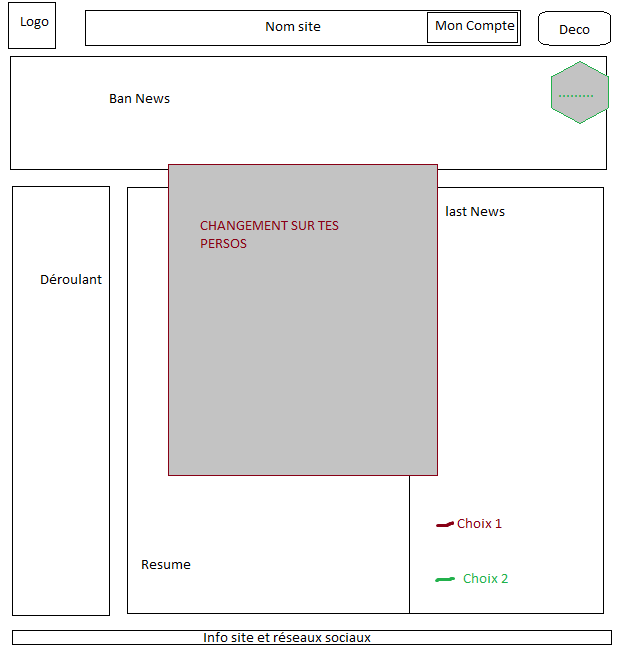 Logo
Nom site
Mon Compte
Deco
Ban News
.........
CHANGEMENT SUR TES
PERSOS
last News
Déroulant
Choix 1
Resume
Choix 2
Info site et réseaux sociaux